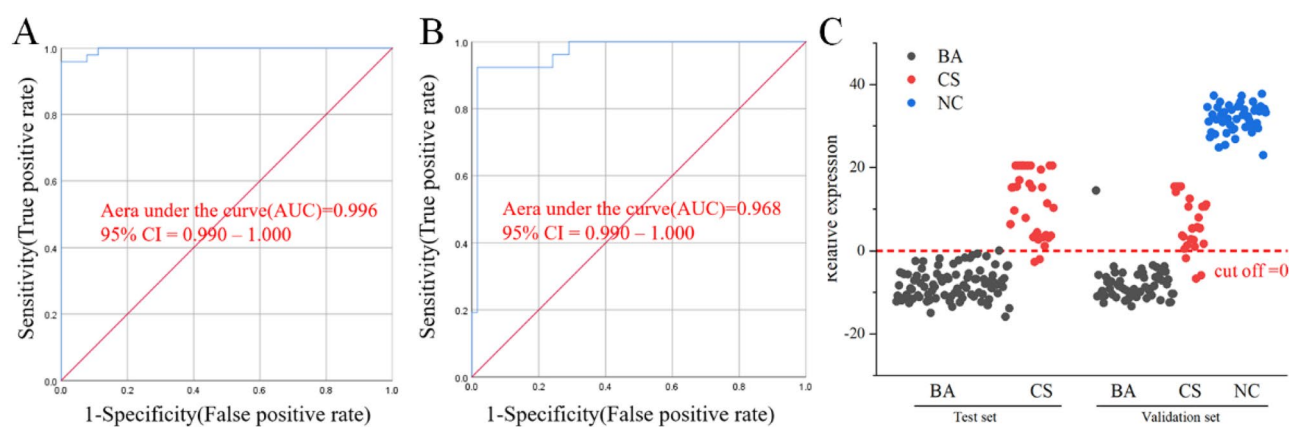 A
Sensitivity(True positive rate)
1.0
0.8
0.6
0.4
0.2
0.0
Aera under the curve(AUC)=0.996
95% CI = 0.990 – 1.000
0.0 0.2 0.4 0.6 0.8 1.0
1-Specificity(False positive rate)
B
Sensitivity(True positive rate)
1.0
0.8
0.6
0.4
0.2
0.0
Aera under the curve(AUC)=0.968
95% CI = 0.990 – 1.000
0.0 0.2 0.4 0.6 0.8 1.0
1-Specificity(False positive rate)
C
Relative expression
40
20
0
-20
BA
CS
NC
cut off =0
BA CS BA CS NC
Test set Validation set